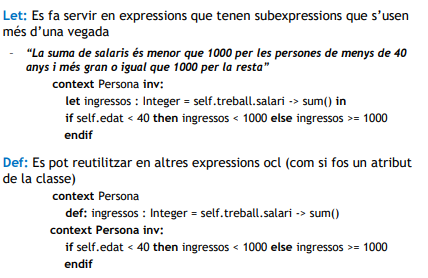 Let: Es fa servir en expressions que tenen subexpressions que s’usen
més d’una vegada
- “La suma de salaris és menor que 1000 per les persones de menys de 40
anys i més gran o igual que 1000 per la resta”
context Persona inv:
let ingressos : Integer = self.treball.salari -> sum() in
if self.edat < 40 then ingressos < 1000 else ingressos >= 1000
endif
Def: Es pot reutilitzar en altres expressions ocl (com si fos un atribut
de la classe)
context Persona
def: ingressos : Integer = self.treball.salari -> sum()
context Persona inv:
if self.edat < 40 then ingressos < 1000 else ingressos >= 1000
endif